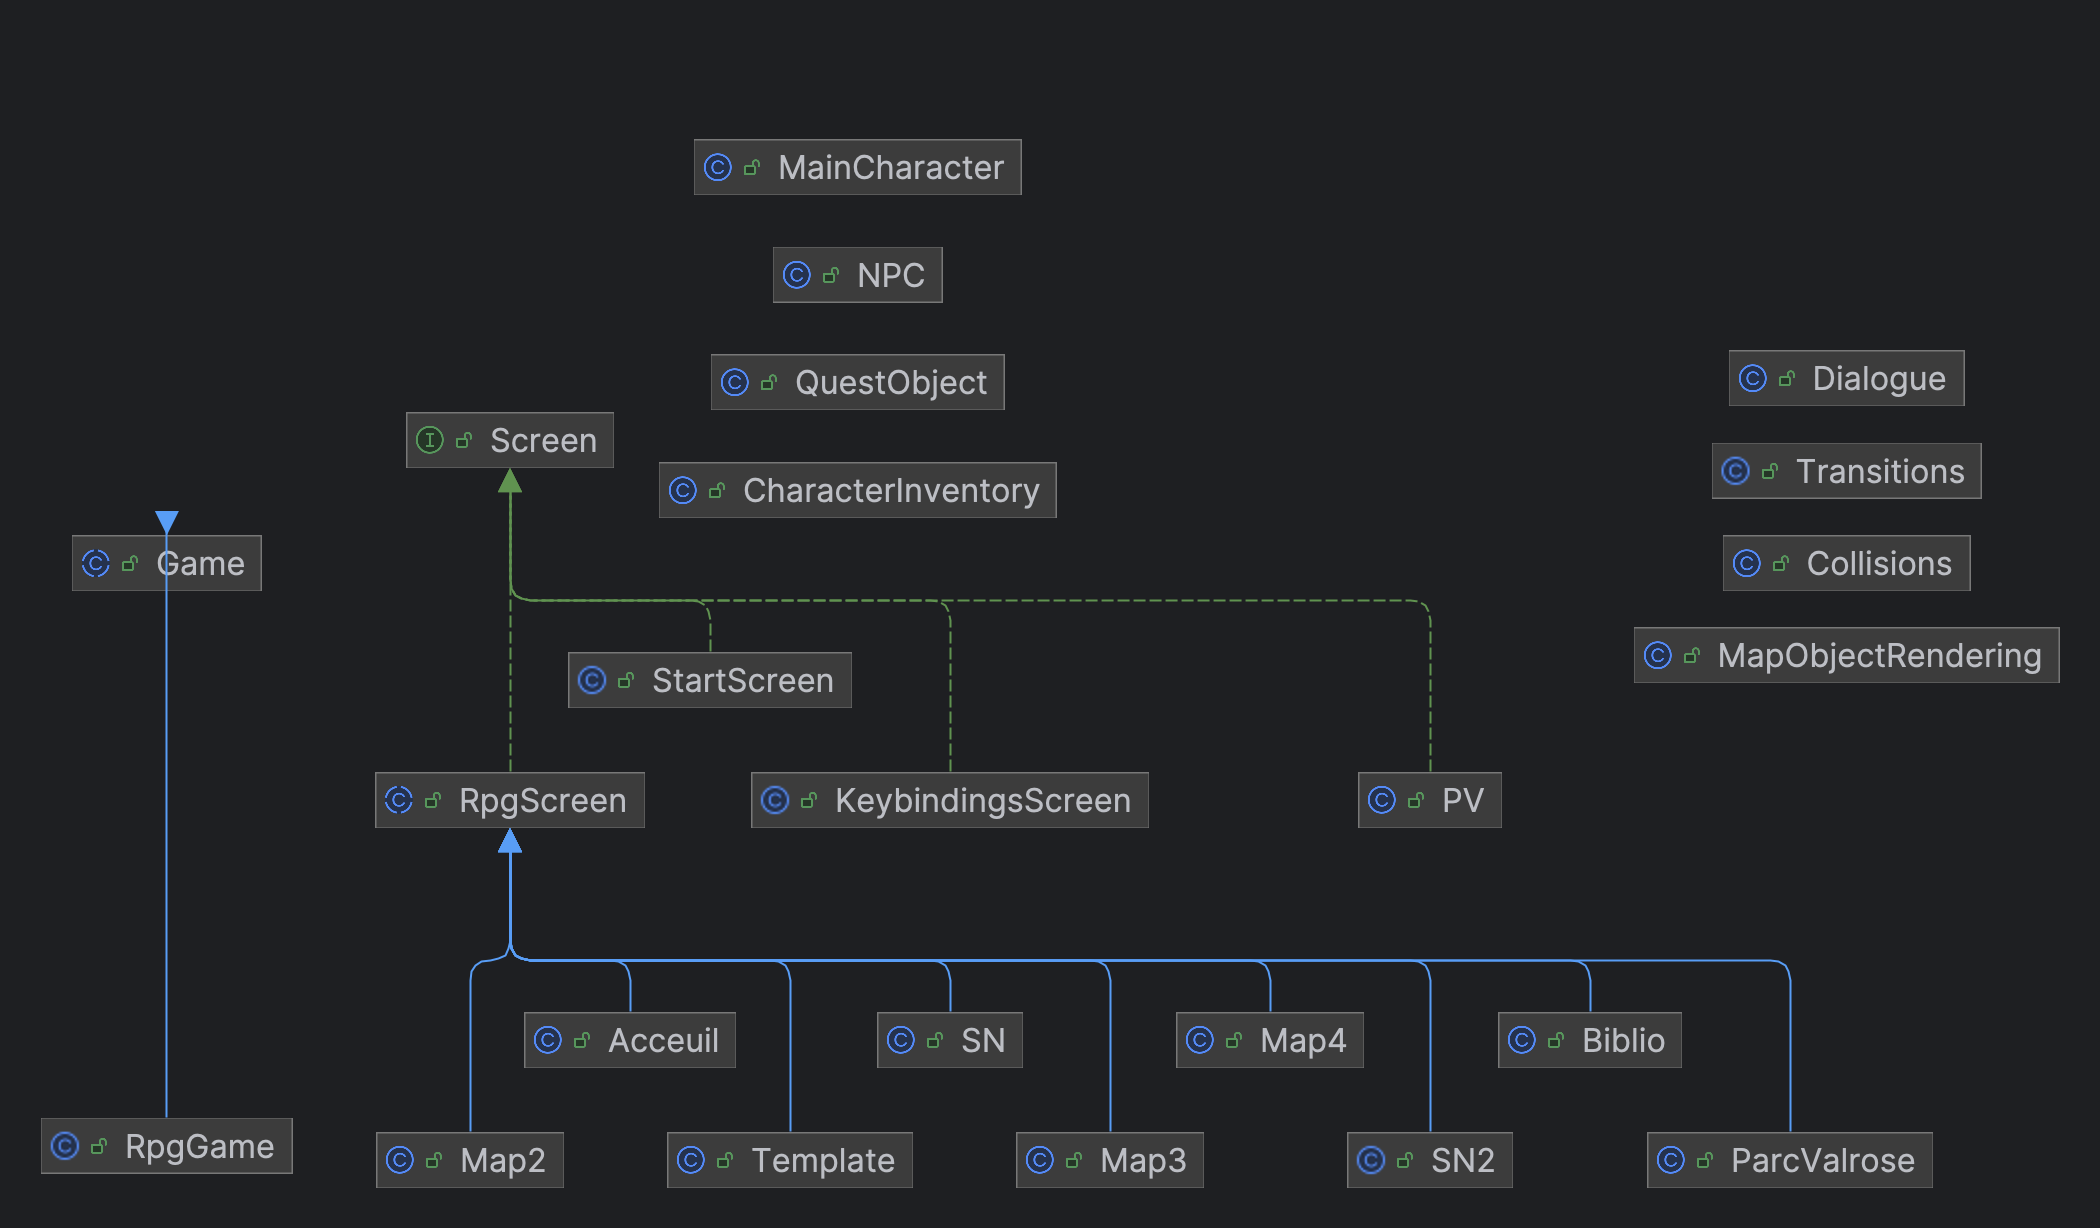 MainCharacter
NPC
QuestObject
Dialogue
Screen
Transitions
CharacterInventory
Game
Collisions
MapObjectRendering
StartScreen
RpgScreen
KeybindingsScreen
PV
Acceuil
SN
Map4
Biblio
RpgGame
Map2
Template
Map3
SN2
ParcValrose